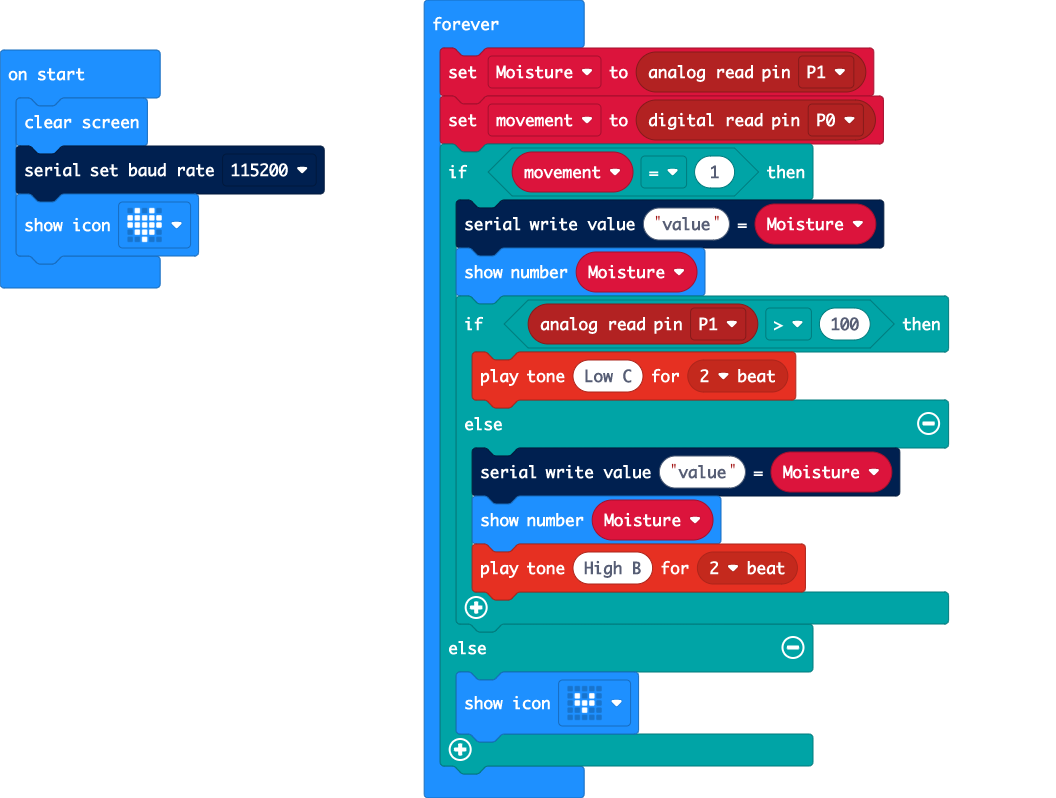 on start
clear screen
serial set baud rate 115200
show icon
forever
set Moisture to analog read pin P1
set movement to digital read pin P0
if movement = 1 then
serial write value "value" = Moisture
show number Moisture
if analog read pin P1 > 100 then
play tone Low C for 2 beat
else
serial write value "value" = Moisture
show number Moisture
play tone High B for 2 beat
else
show icon